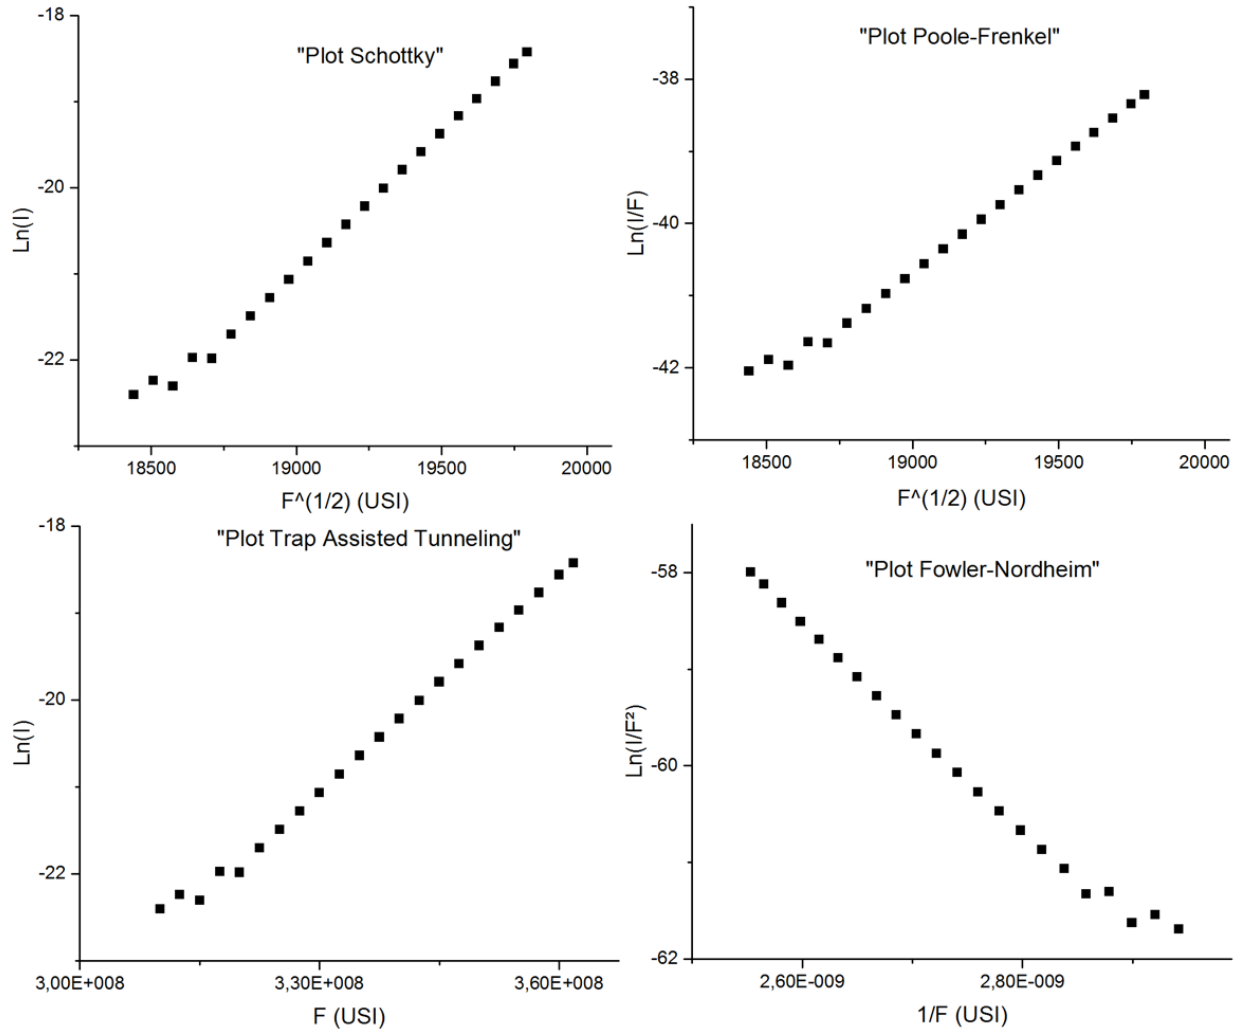 "Plot Schottky"
-18
-20
-22
Ln(I)
18500
19000
19500
20000
F^(1/2) (USI)
"Plot Poole-Frenkel"
-38
-40
-42
Ln(I/F)
18500
19000
19500
20000
F^(1/2) (USI)
"Plot Trap Assisted Tunneling"
-18
-20
-22
Ln(I)
3,00E+008
3,30E+008
3,60E+008
F (USI)
"Plot Fowler-Nordheim"
-58
-60
-62
Ln(I/F²)
2,60E-009
2,80E-009
1/F (USI)